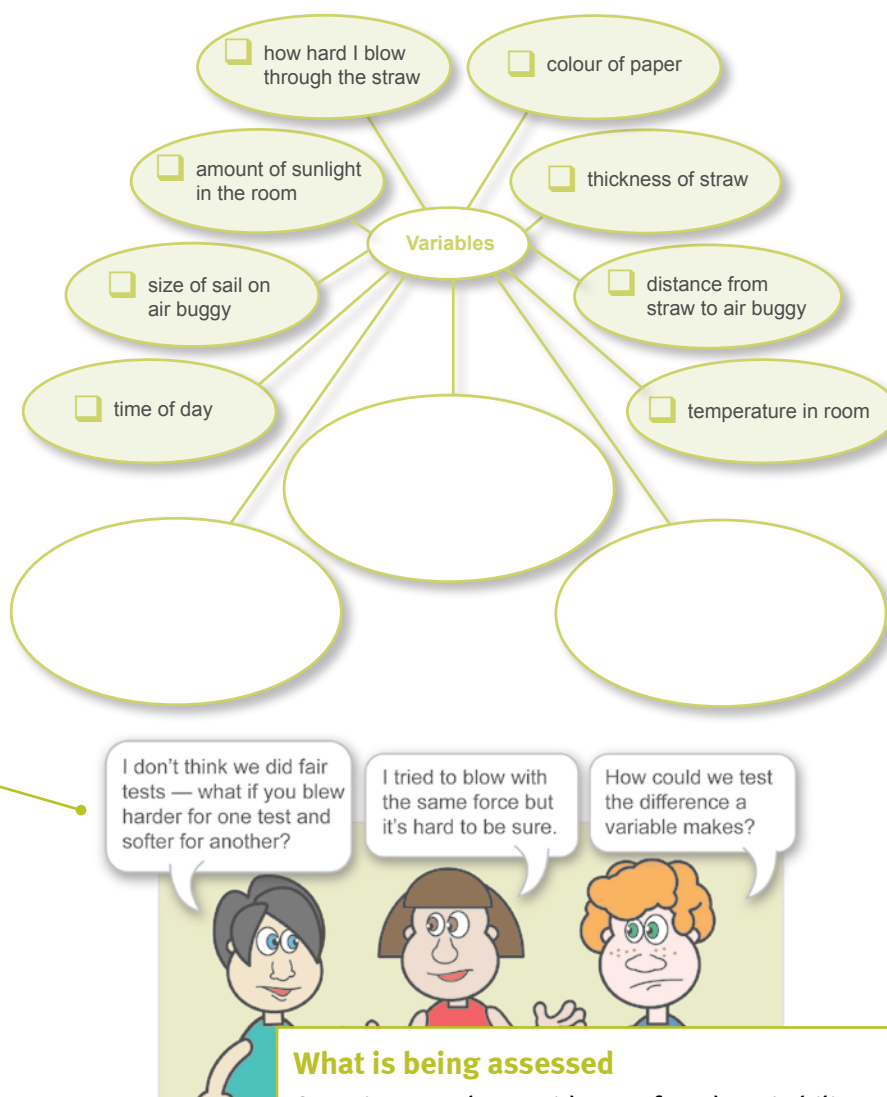 how hard I blow
through the straw
colour of paper
amount of sunlight
in the room
thickness of straw
Variables
size of sail on
air buggy
distance from
straw to air buggy
time of day
temperature in room
I don't think we did fair
tests — what if you blew
harder for one test and
softer for another?
I tried to blow with
the same force but
it's hard to be sure.
How could we test
the difference a
variable makes?
What is being assessed